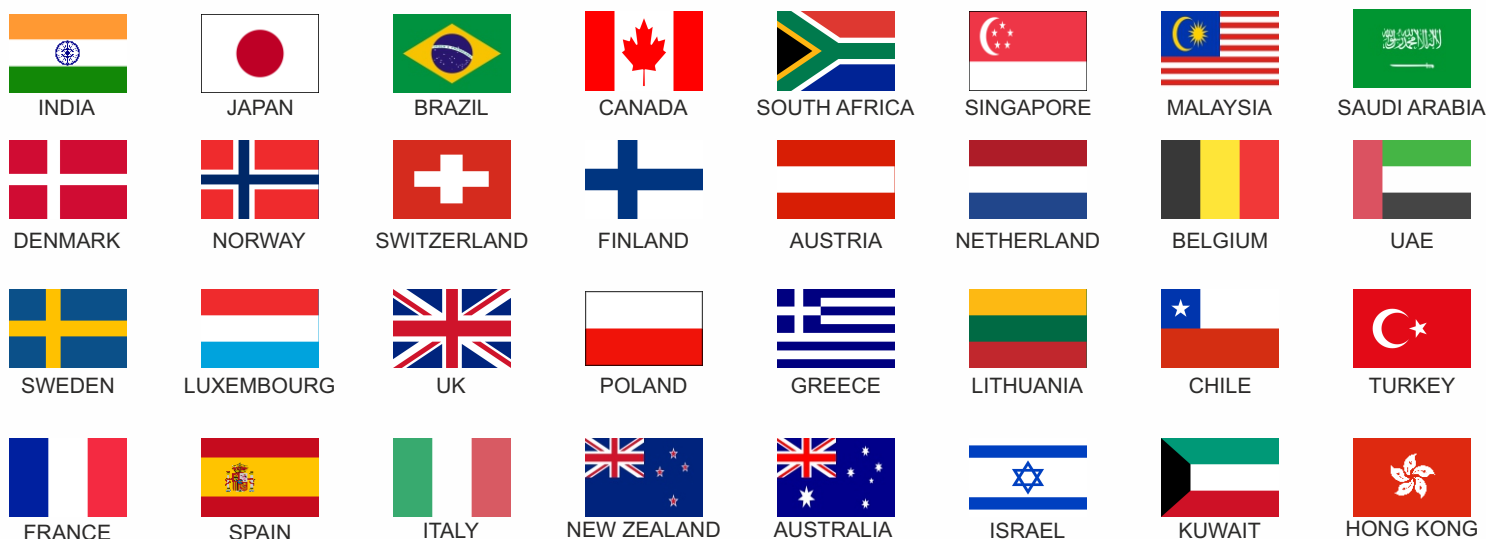 INDIA JAPAN BRAZIL CANADA SOUTH AFRICA SINGAPORE MALAYSIA SAUDI ARABIA
DENMARK NORWAY SWITZERLAND FINLAND AUSTRIA NETHERLAND BELGIUM UAE
SWEDEN LUXEMBOURG UK POLAND GREECE LITHUANIA CHILE TURKEY
FRANCE SPAIN ITALY NEW ZEALAND AUSTRALIA ISRAEL KUWAIT HONG KONG